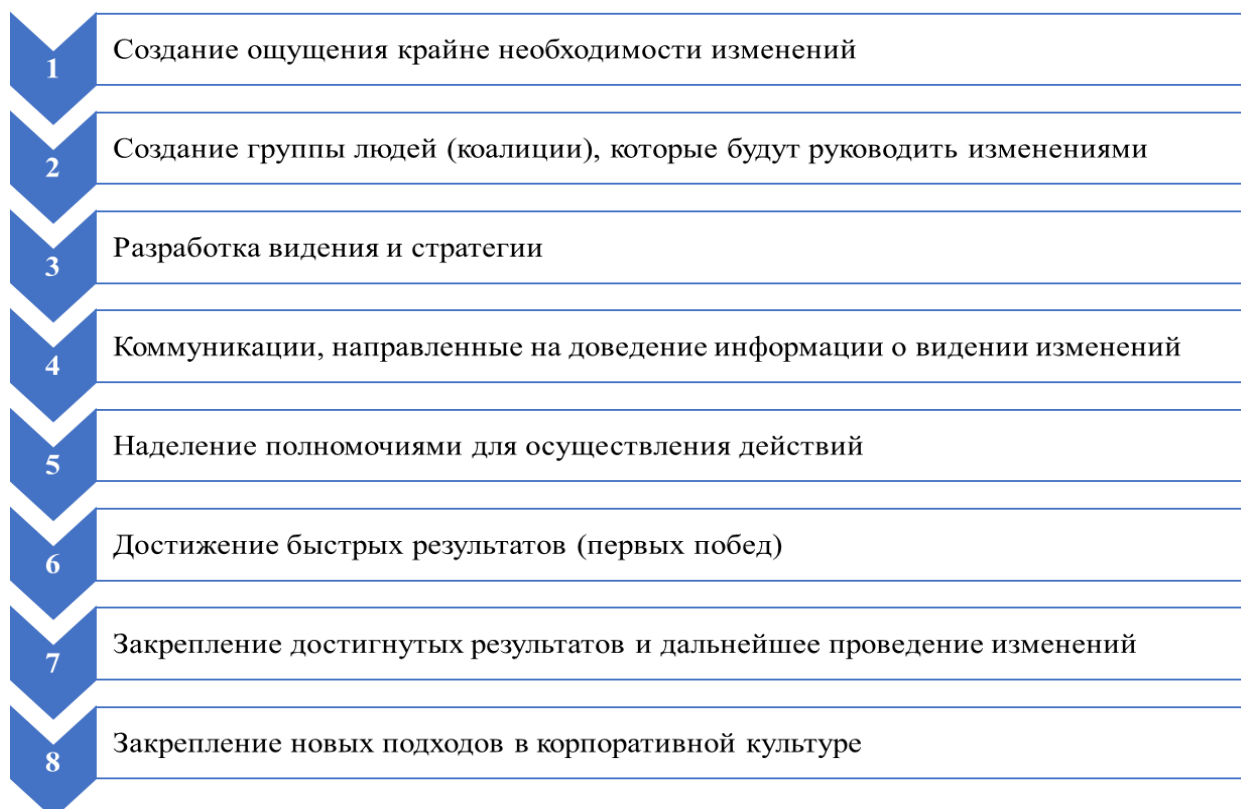 1 Создание ощущения крайне необходимости изменений
2 Создание группы людей (коалиции), которые будут руководить изменениями
3 Разработка видения и стратегии
4 Коммуникации, направленные на доведение информации о видении изменений
5 Наделение полномочиями для осуществления действий
6 Достижение быстрых результатов (первых побед)
7 Закрепление достигнутых результатов и дальнейшее проведение изменений
8 Закрепление новых подходов в корпоративной культуре